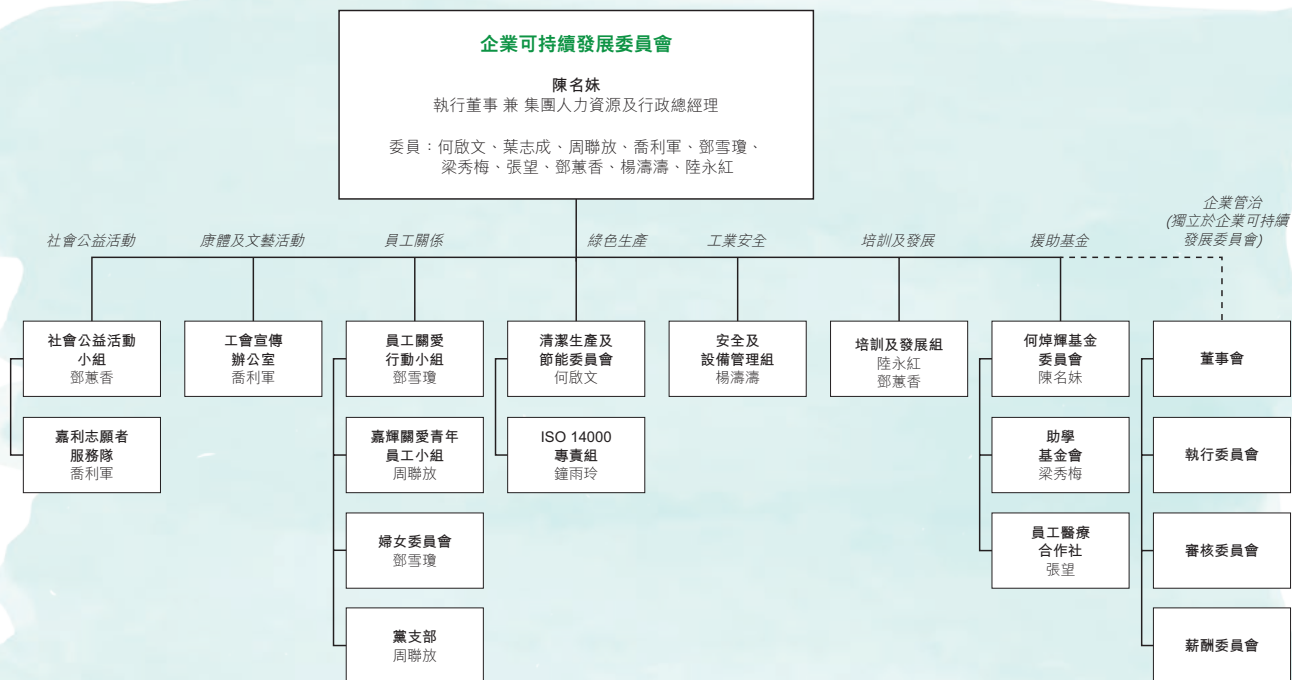 企業可持續發展委員會
陳名妹
執行董事 兼 集團人力資源及行政總經理
委員：何啟文、葉志成、周聯放、喬利軍、鄧雪瓊、
梁秀梅、張望、鄧蕙香、楊濤濤、陸永紅
社會公益活動
康體及文藝活動
員工關係
綠色生產
工業安全
培訓及發展
援助基金
企業管治
(獨立於企業可持續
發展委員會)
社會公益活動
小組
鄧蕙香
嘉利志願者
服務隊
喬利軍
工會宣傳
辦公室
喬利軍
員工關愛
行動小組
鄧雪瓊
嘉輝關愛青年
員工小組
周聯放
婦女委員會
鄧雪瓊
黨支部
周聯放
清潔生產及
節能委員會
何啟文
ISO 14000
專責組
鐘雨玲
安全及
設備管理組
楊濤濤
培訓及發展組
陸永紅
鄧蕙香
何焯輝基金
委員會
陳名妹
助學
基金會
梁秀梅
員工醫療
合作社
張望
董事會
執行委員會
審核委員會
薪酬委員會